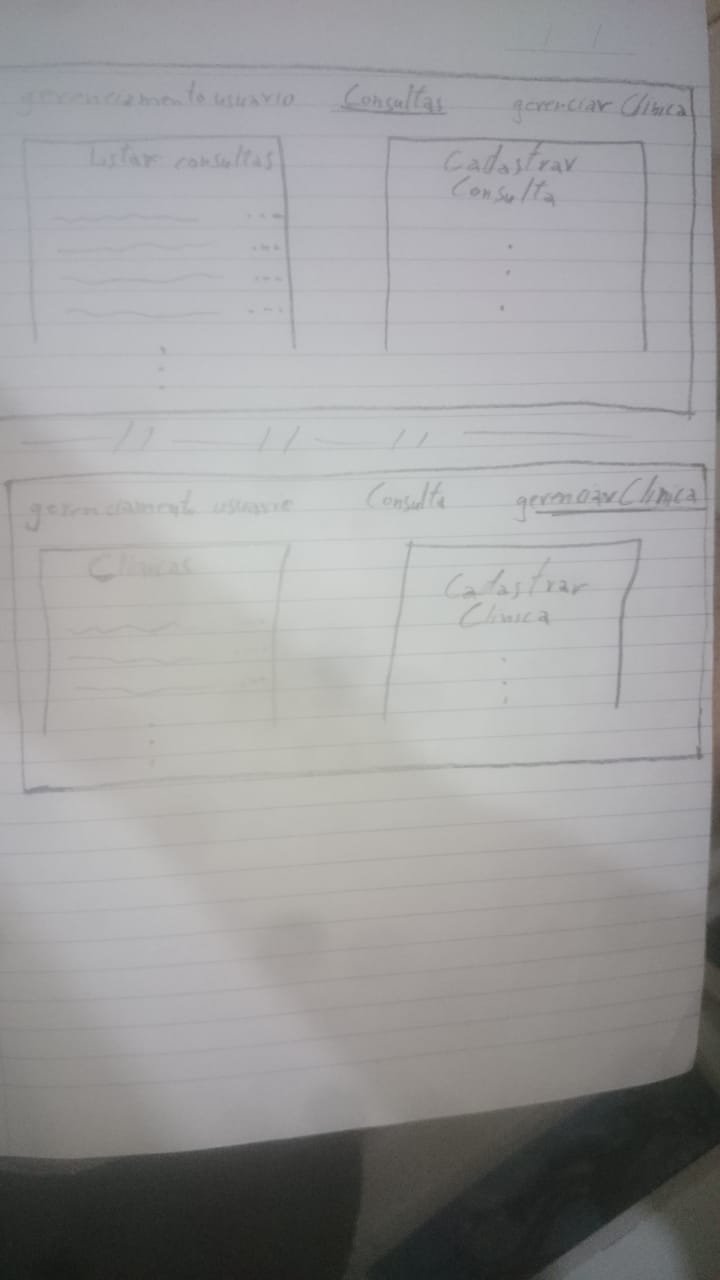 gerenciamento usuario Consultas gerenciar Clinica
Listar consultas
Cadastrar
Consulta
gerenciamento usuario Consulta gerenciar Clinica
Clinicas
Cadastrar
Clinica